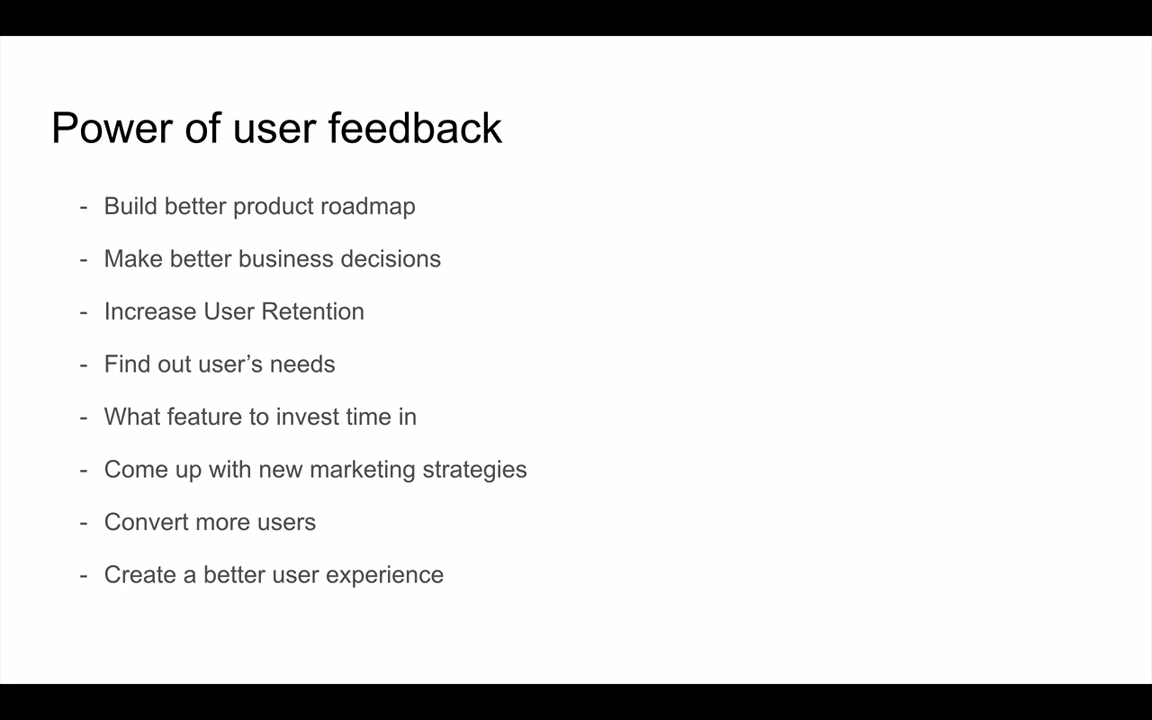 Power of user feedback
- Build better product roadmap
- Make better business decisions
- Increase User Retention
- Find out user’s needs
- What feature to invest time in
- Come up with new marketing strategies
- Convert more users
- Create a better user experience